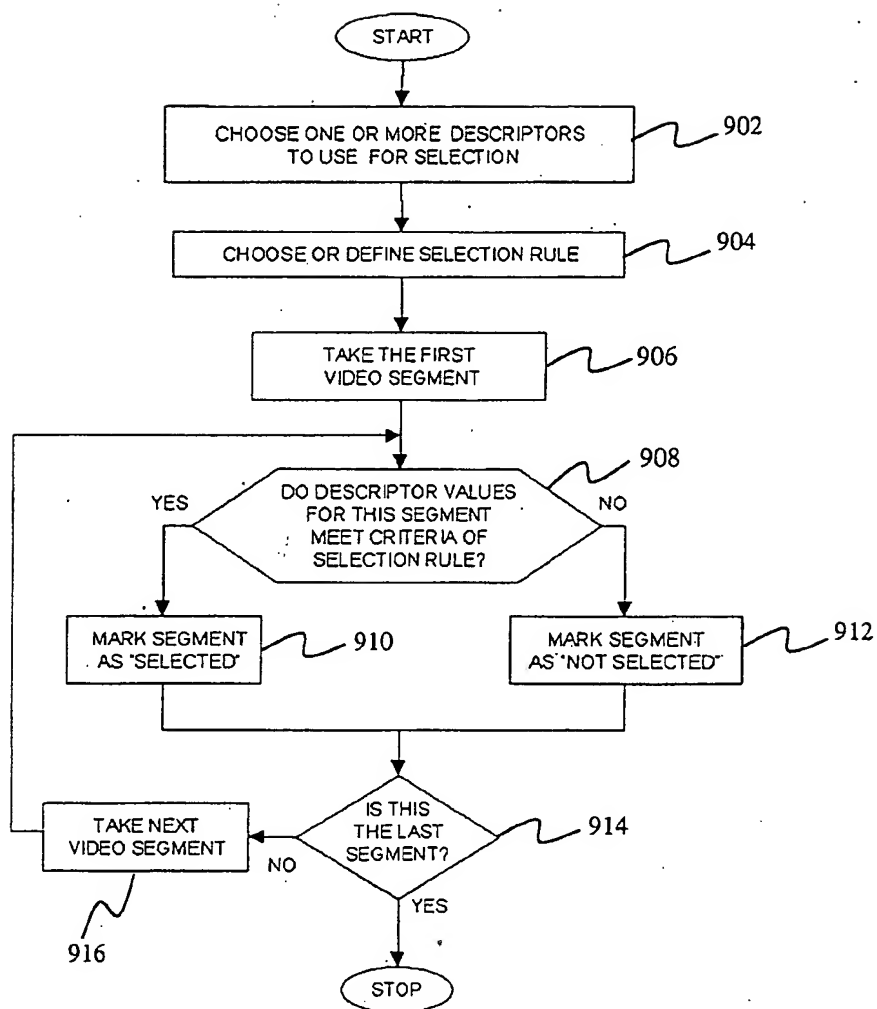 START
CHOOSE ONE OR MORE DESCRIPTORS
TO USE FOR SELECTION
902
CHOOSE OR DEFINE SELECTION RULE
904
TAKE THE FIRST
VIDEO SEGMENT
906
908
YES
DO DESCRIPTOR VALUES
FOR THIS SEGMENT
MEET CRITERIA OF
SELECTION RULE?
NO
MARK SEGMENT
AS "SELECTED"
910
MARK SEGMENT
AS "NOT SELECTED"
912
IS THIS
THE LAST
SEGMENT?
914
TAKE NEXT
VIDEO SEGMENT
NO
YES
916
STOP